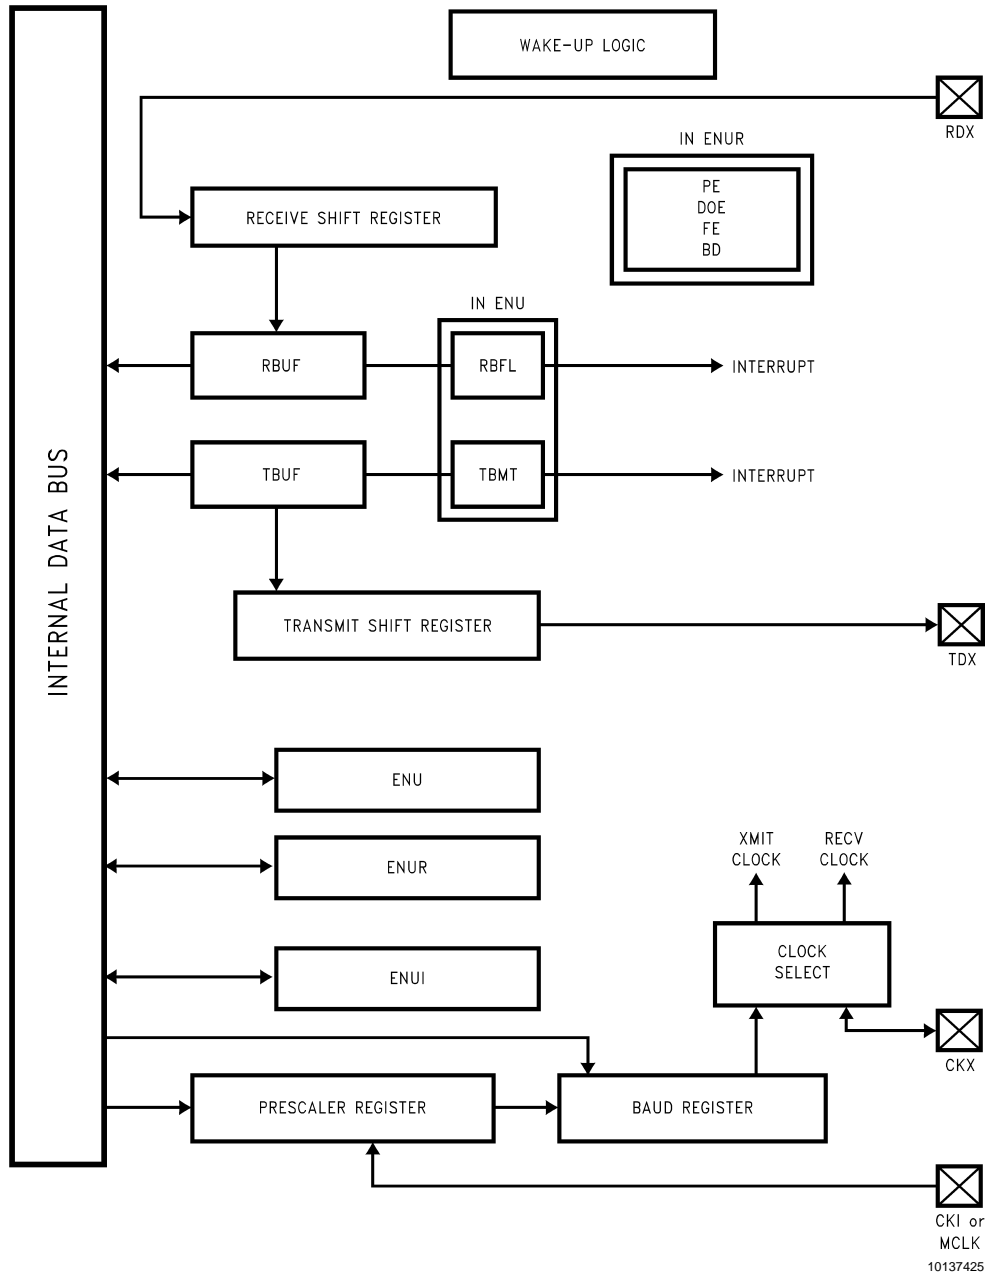 WAKE-UP LOGIC
RDX
IN ENUR
PE
DOE
FE
BD
RECEIVE SHIFT REGISTER
IN ENU
RBUF
RBFL
INTERRUPT
INTERNAL DATA BUS
TBUF
TBMT
INTERRUPT
TRANSMIT SHIFT REGISTER
TDX
ENU
XMIT
CLOCK
RECV
CLOCK
ENUR
CLOCK
SELECT
ENUI
CKX
PRESCALER REGISTER
BAUD REGISTER
CKI or
MCLK
10137425